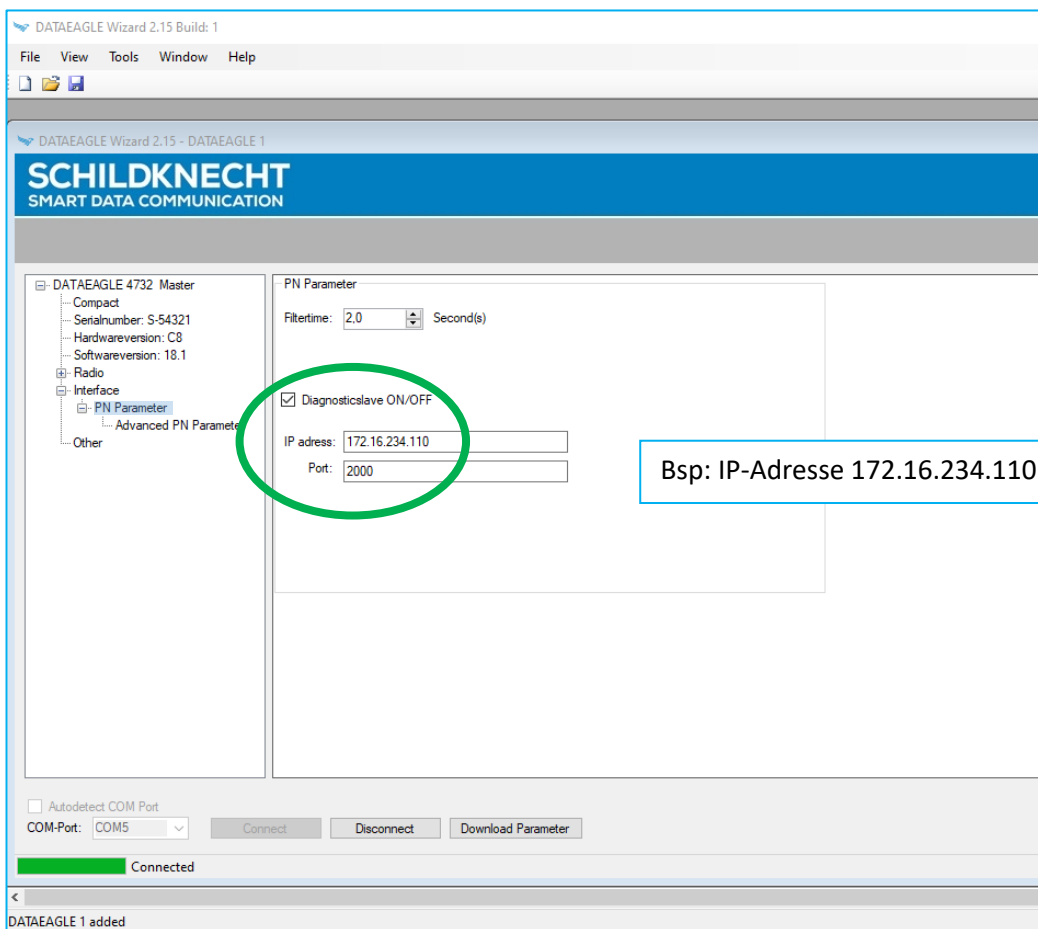 DATAEAGLE Wizard 2.15 Build: 1
File View Tools Window Help
DATAEAGLE Wizard 2.15 - DATAEAGLE 1
SCHILDKNECHT
SMART DATA COMMUNICATION
DATAEAGLE 4732 Master
Compact
Serialnumber: S-54321
Hardwareversion: C8
Softwareversion: 18.1
Radio
Interface
PN Parameter
Advanced PN Paramete
Other
PN Parameter
Filtertime: 2,0 Second(s)
Diagnosticslave ON/OFF
IP adress: 172.16.234.110
Port: 2000
Bsp: IP-Adresse 172.16.234.110
Autodetect COM Port
COM-Port: COM5 Connect Disconnect Download Parameter
Connected
DATAEAGLE 1 added